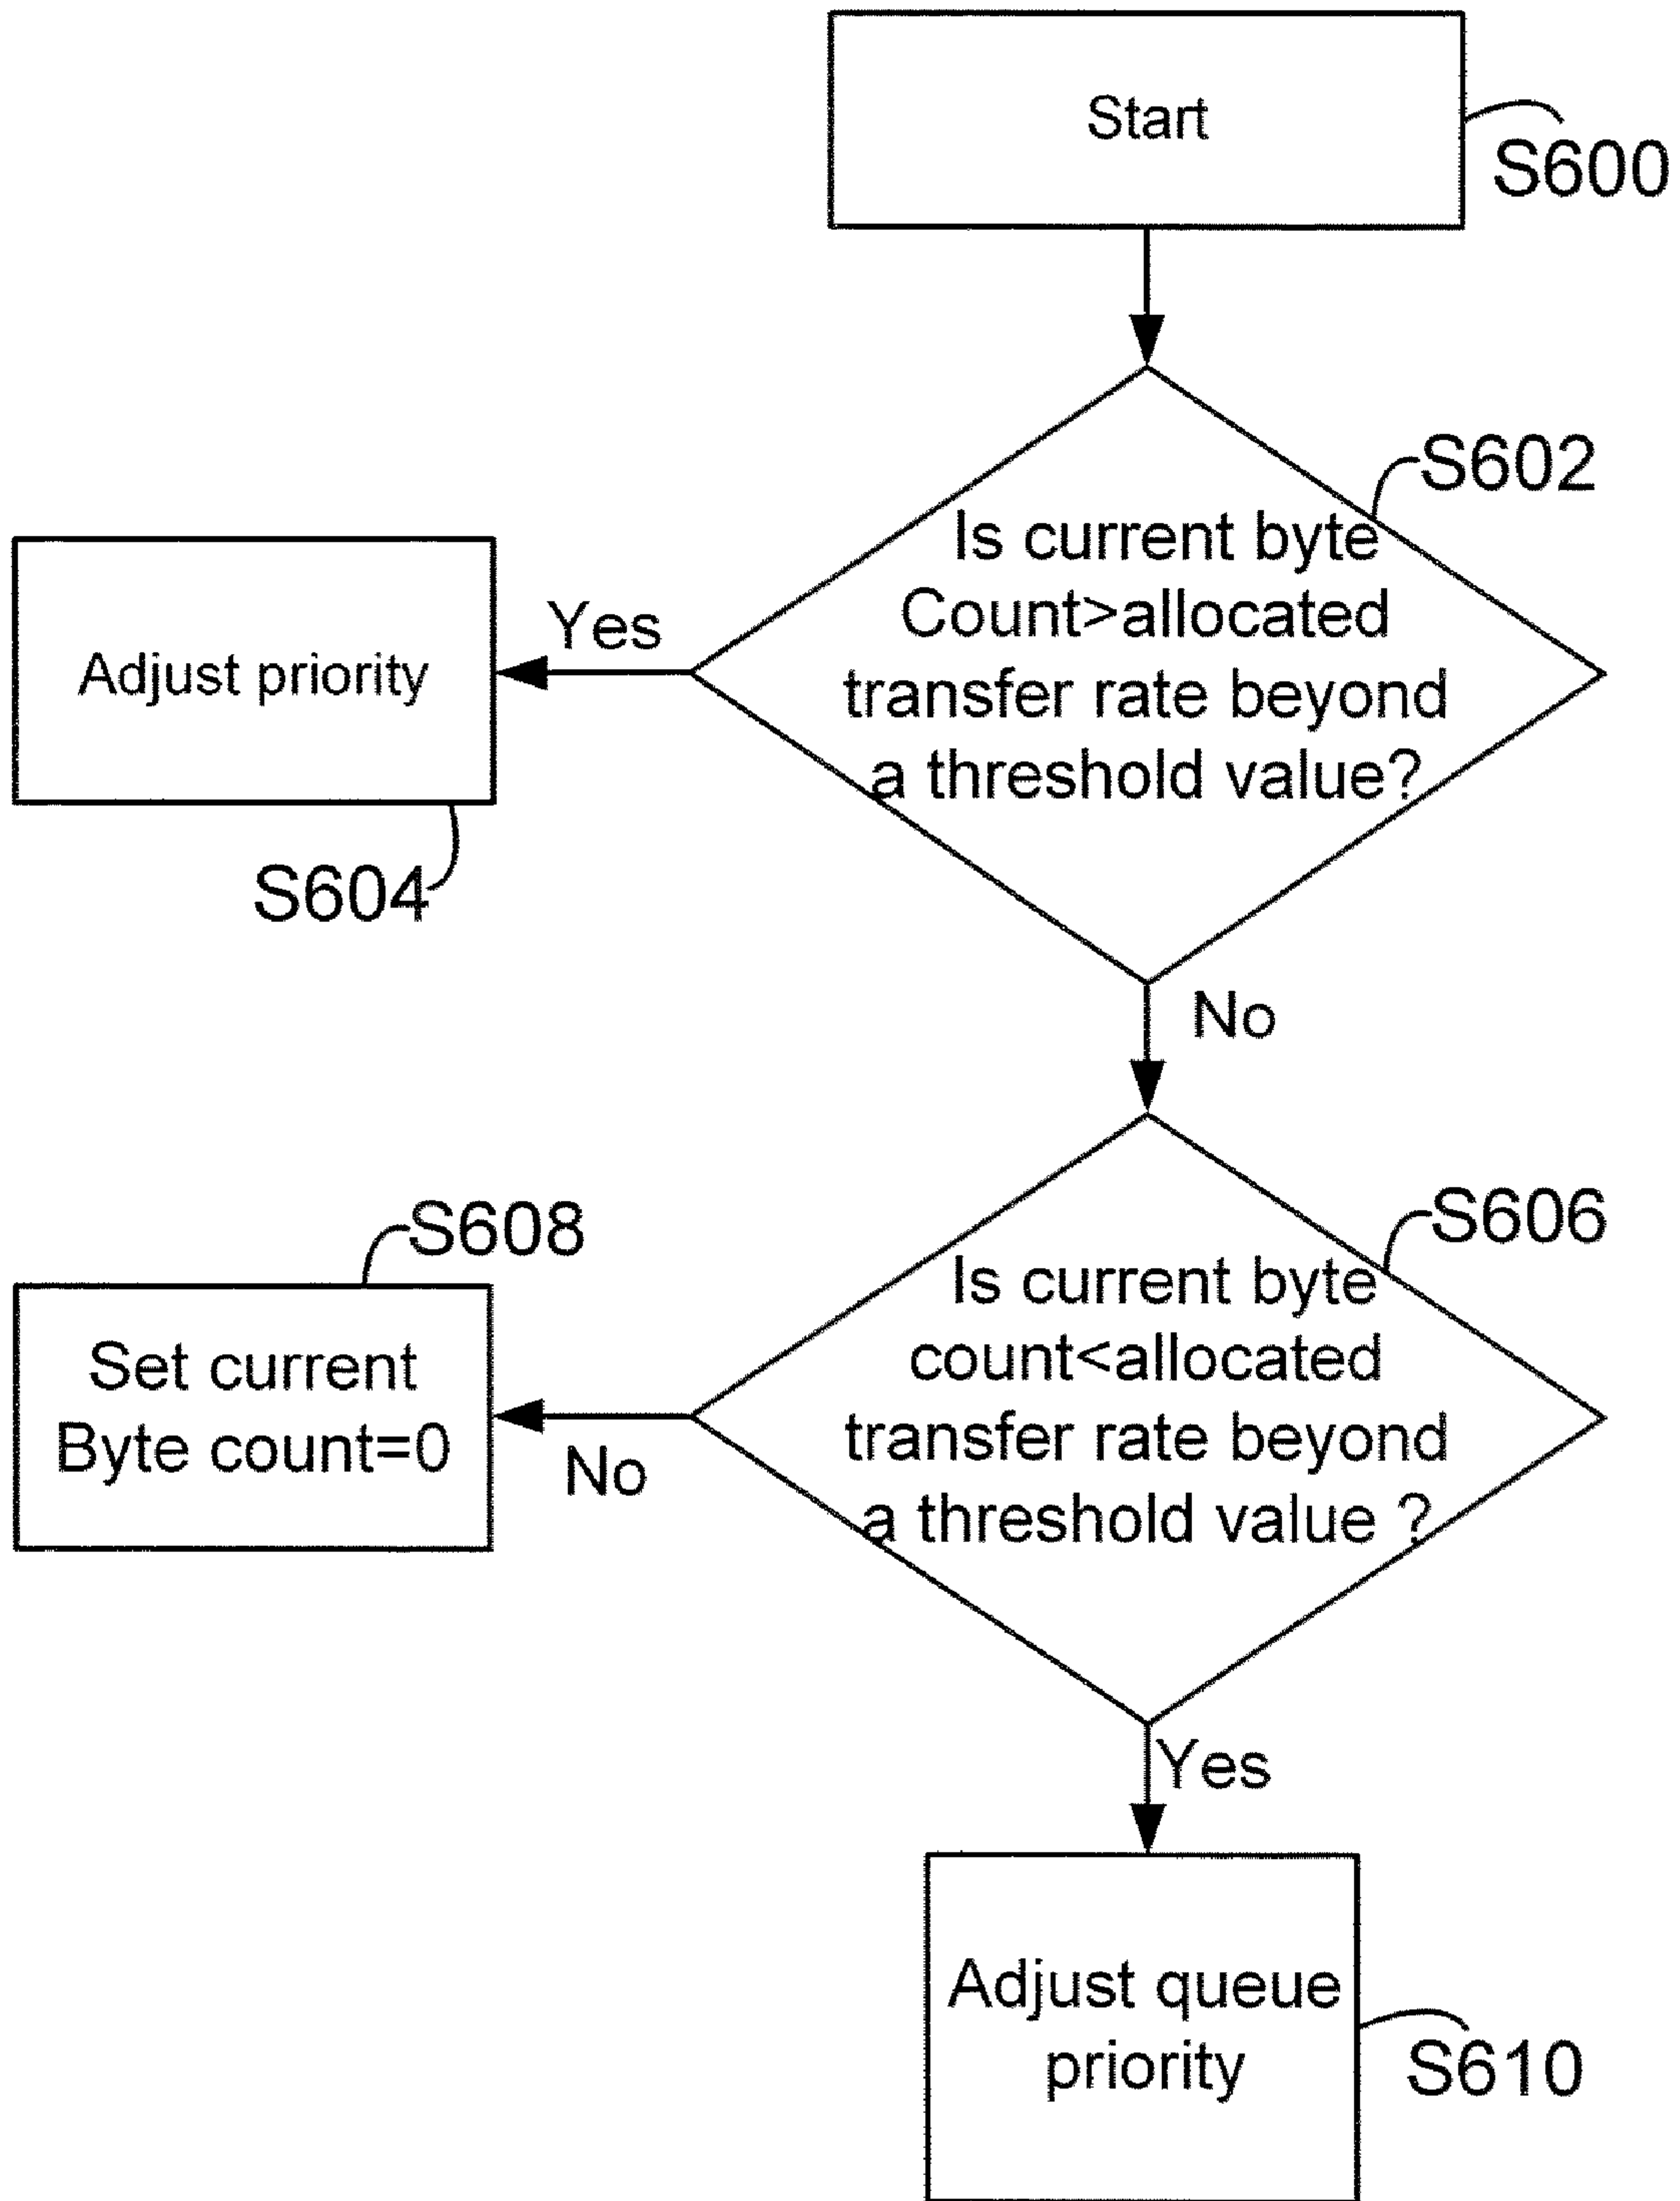 Start
S600
S602
Is current byte
Count>allocated
transfer rate beyond
a threshold value?
Yes
Adjust priority
S604
No
S606
Is current byte
count<allocated
transfer rate beyond
a threshold value ?
S608
Set current
Byte count=0
No
Yes
Adjust queue
priority
S610